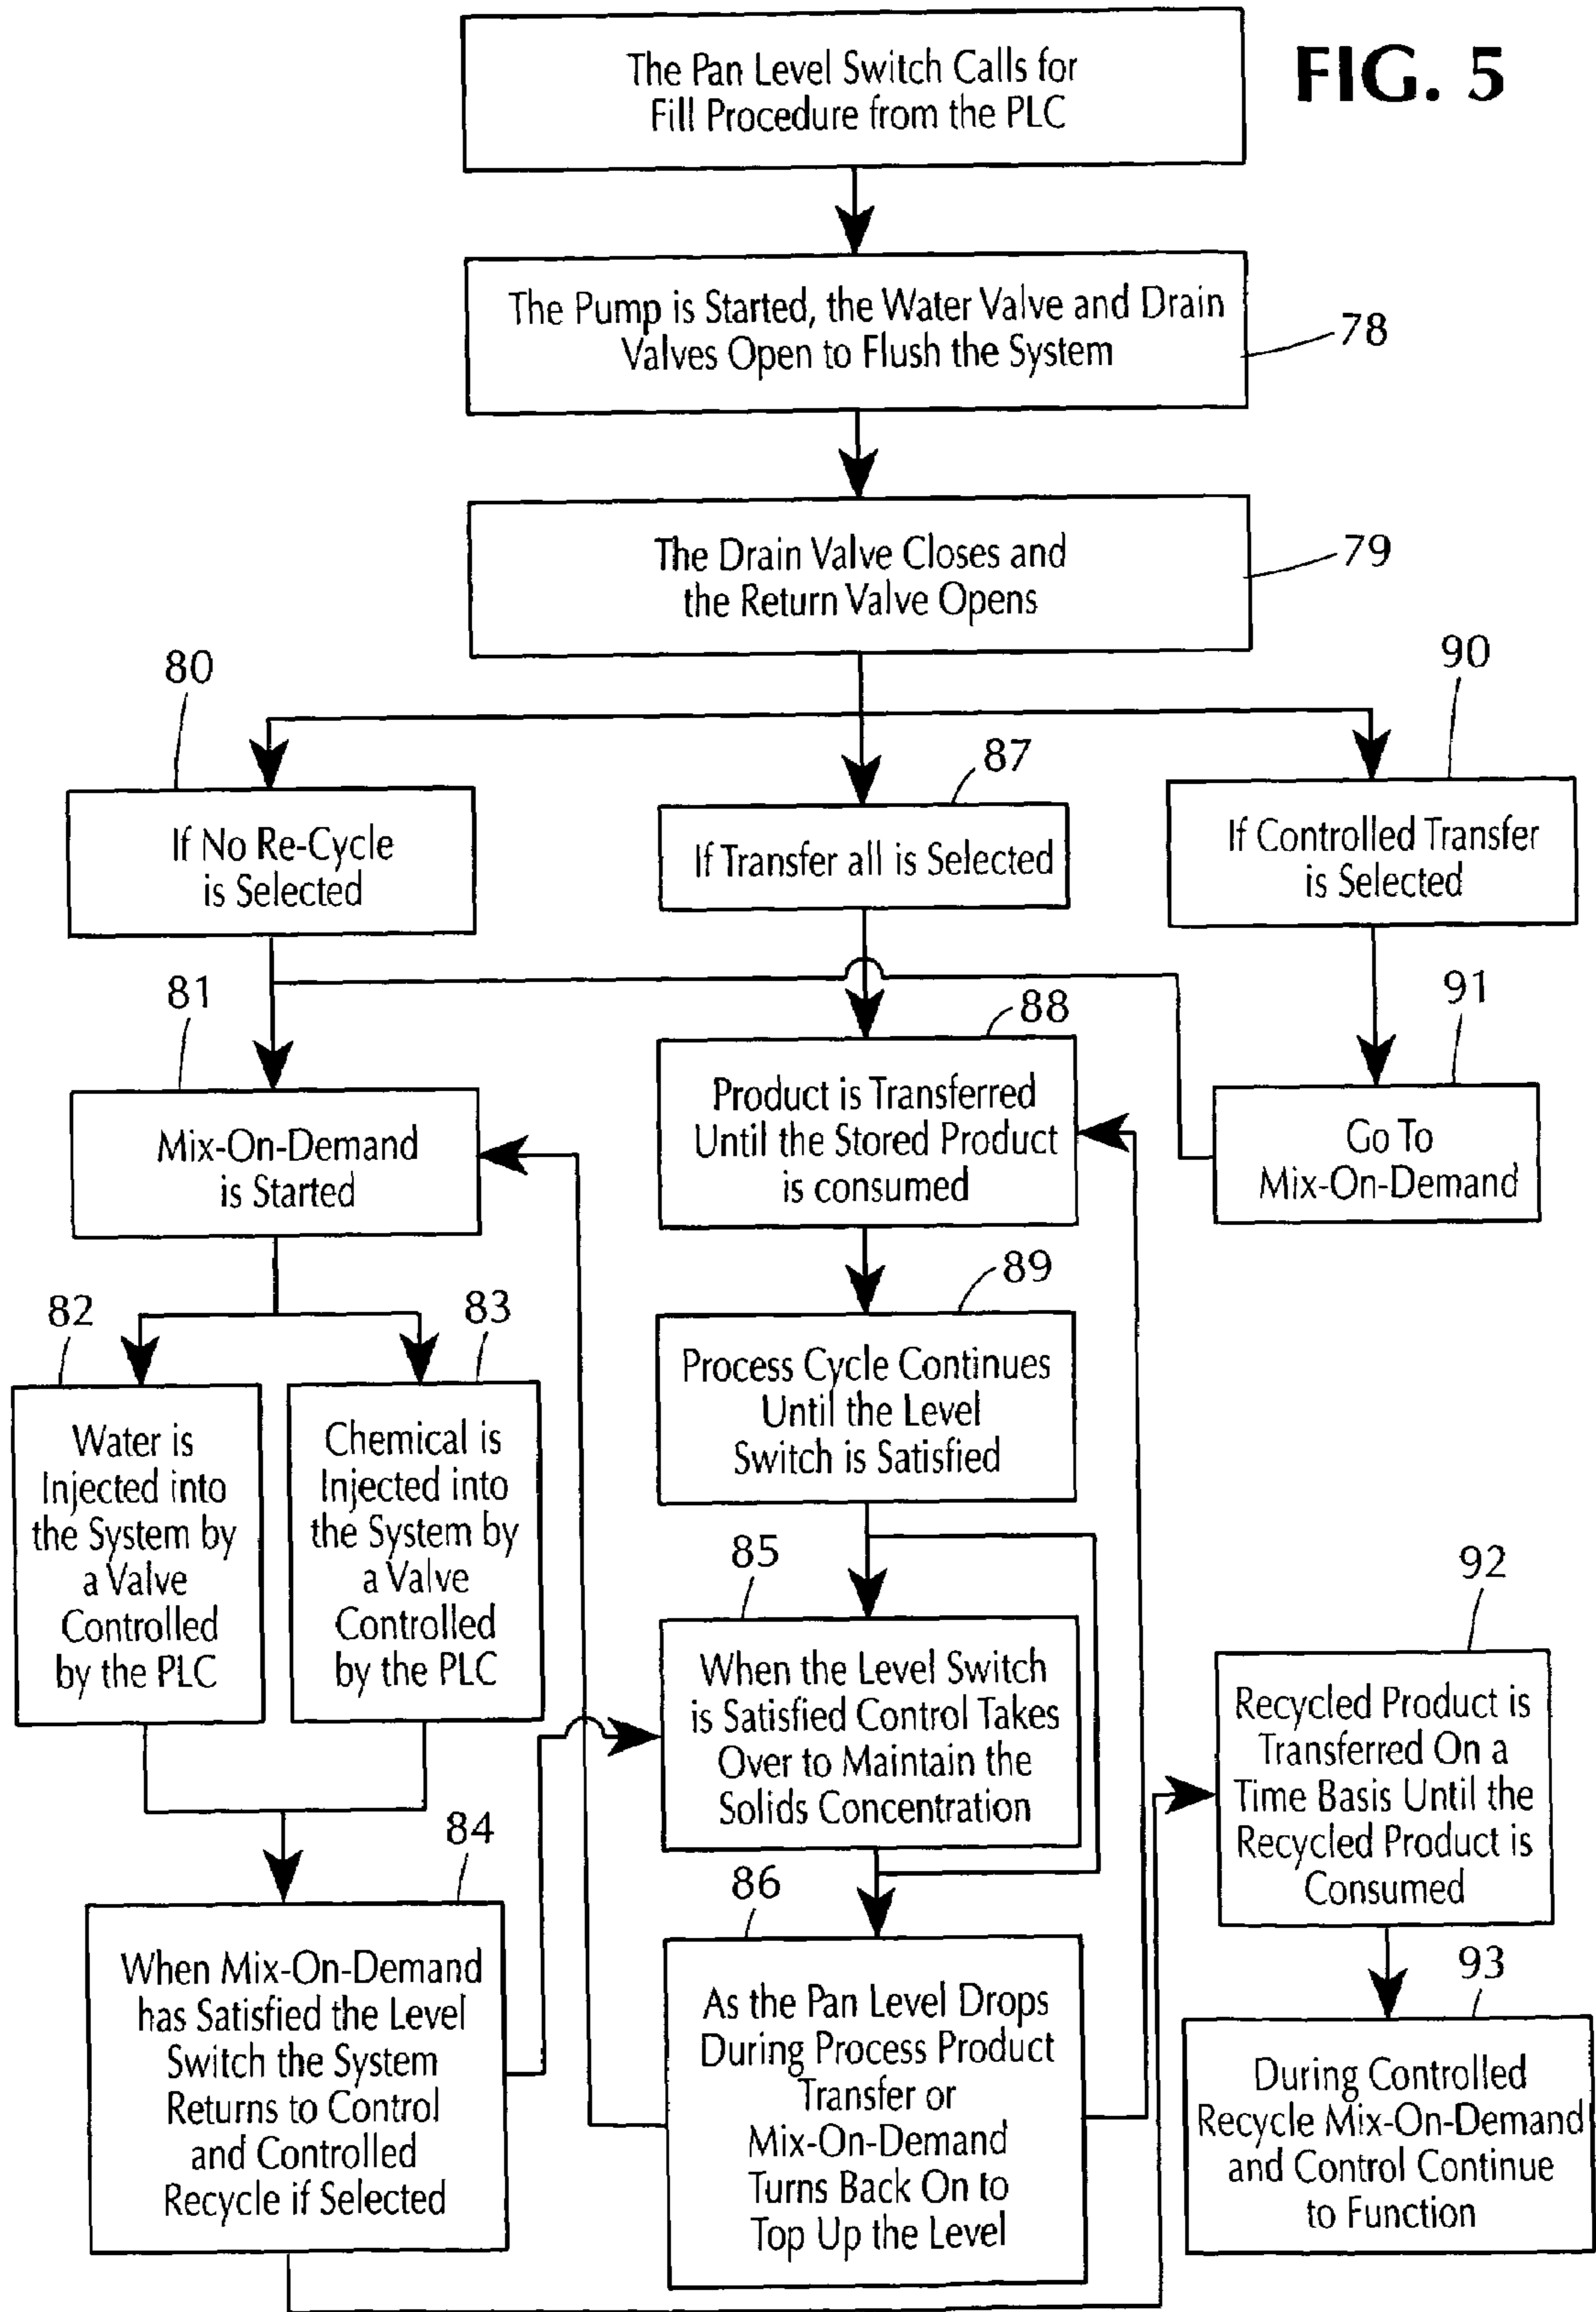 FIG. 5
The Pan Level Switch Calls for
Fill Procedure from the PLC
The Pump is Started, the Water Valve and Drain
Valves Open to Flush the System
78
The Drain Valve Closes and
the Return Valve Opens
79
80
If No Re-Cycle
is Selected
87
If Transfer all is Selected
90
If Controlled Transfer
is Selected
81
Mix-On-Demand
is Started
88
Product is Transferred
Until the Stored Product
is consumed
91
Go To
Mix-On-Demand
82
Water is
Injected into
the System by
a Valve
Controlled
by the PLC
83
Chemical is
Injected into
the System by
a Valve
Controlled
by the PLC
89
Process Cycle Continues
Until the Level
Switch is Satisfied
85
When the Level Switch
is Satisfied Control Takes
Over to Maintain the
Solids Concentration
92
Recycled Product is
Transferred On a
Time Basis Until the
Recycled Product is
Consumed
84
When Mix-On-Demand
has Satisfied the Level
Switch the System
Returns to Control
and Controlled
Recycle if Selected
86
As the Pan Level Drops
During Process Product
Transfer or
Mix-On-Demand
Turns Back On to
Top Up the Level
93
During Controlled
Recycle Mix-On-Demand
and Control Continue
to Function